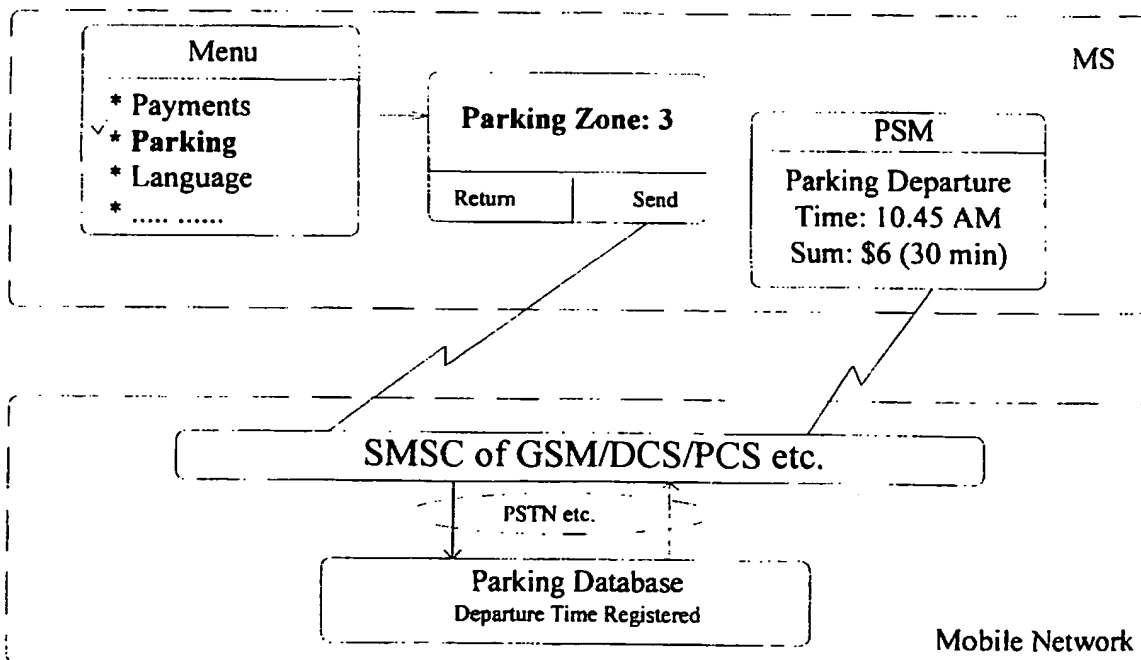 Menu
* Payments
* Parking
* Language
* ..... ......
Parking Zone: 3
Return
Send
MS
PSM
Parking Departure
Time: 10.45 AM
Sum: $6 (30 min)
SMSC of GSM/DCS/PCS etc.
PSTN etc.
Parking Database
Departure Time Registered
Mobile Network